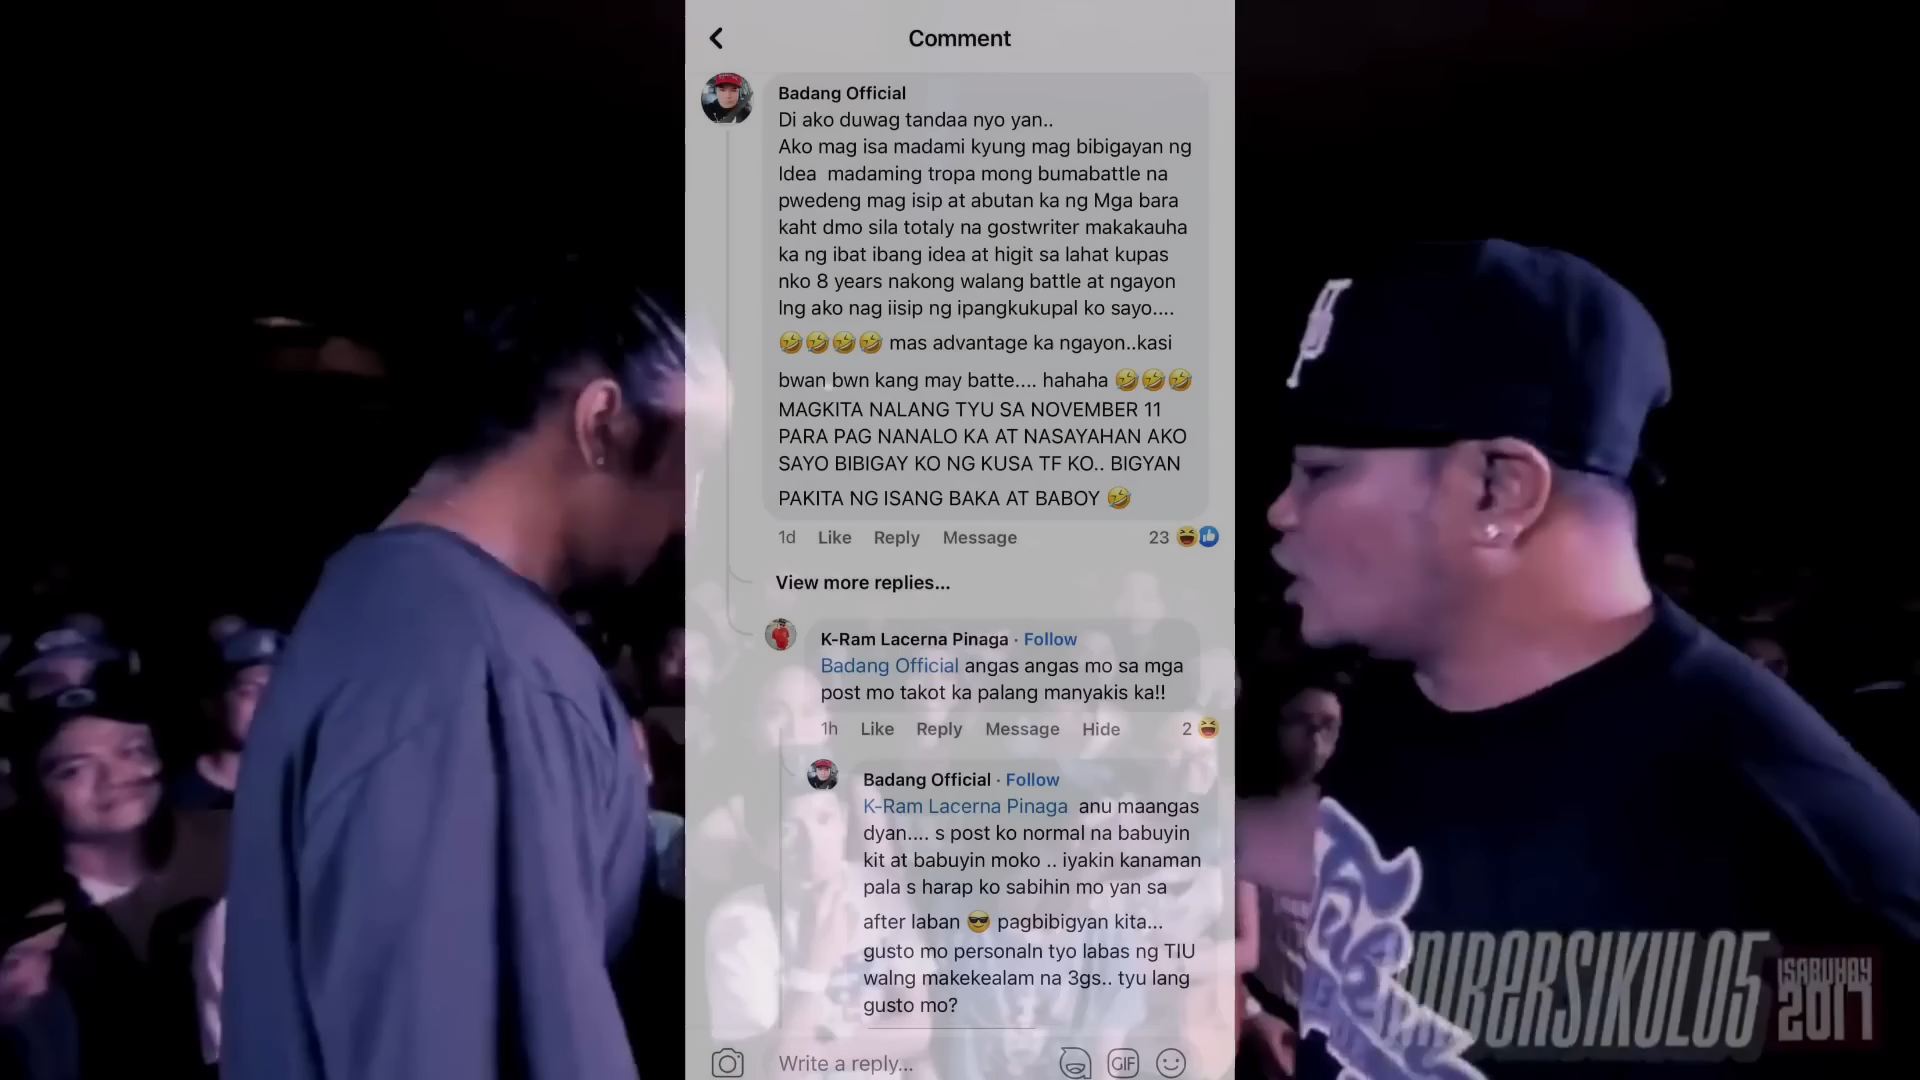 Comment
Badang Official
Di ako duwag tandaa nyo yan..
Ako mag isa madami kyung mag bibigayan ng
Idea madaming tropa mong bumabattle na
pwedeng mag isip at abutan ka ng Mga bara
kaht dmo sila totaly na gostwriter makakauha
ka ng ibat ibang idea at higit sa lahat kupas
nko 8 years nakong walang battle at ngayon
lng ako nag iisip ng ipangkukupal ko sayo....
🤣🤣🤣🤣 mas advantage ka ngayon..kasi
bwan bwn kang may batte.... hahaha 🤣🤣🤣
MAGKITA NALANG TYU SA NOVEMBER 11
PARA PAG NANALO KA AT NASAYAHAN AKO
SAYO BIBIGAY KO NG KUSA TF KO.. BIGYAN
PAKITA NG ISANG BAKA AT BABOY 🤣
1d Like Reply Message 23
View more replies...
K-Ram Lacerna Pinaga · Follow
Badang Official angas angas mo sa mga
post mo takot ka palang manyakis ka!!
1h Like Reply Message Hide 2
Badang Official · Follow
K-Ram Lacerna Pinaga anu maangas
dyan.... s post ko normal na babuyin
kit at babuyin moko .. iyakin kanaman
pala s harap ko sabihin mo yan sa
after laban 😎 pagbibigyan kita...
gusto mo personaln tyo labas ng TIU
walng makekealam na 3gs.. tyu lang
gusto mo?
Write a reply...
GIF
UNIBERSIKULO5
ISABUHAY
2017